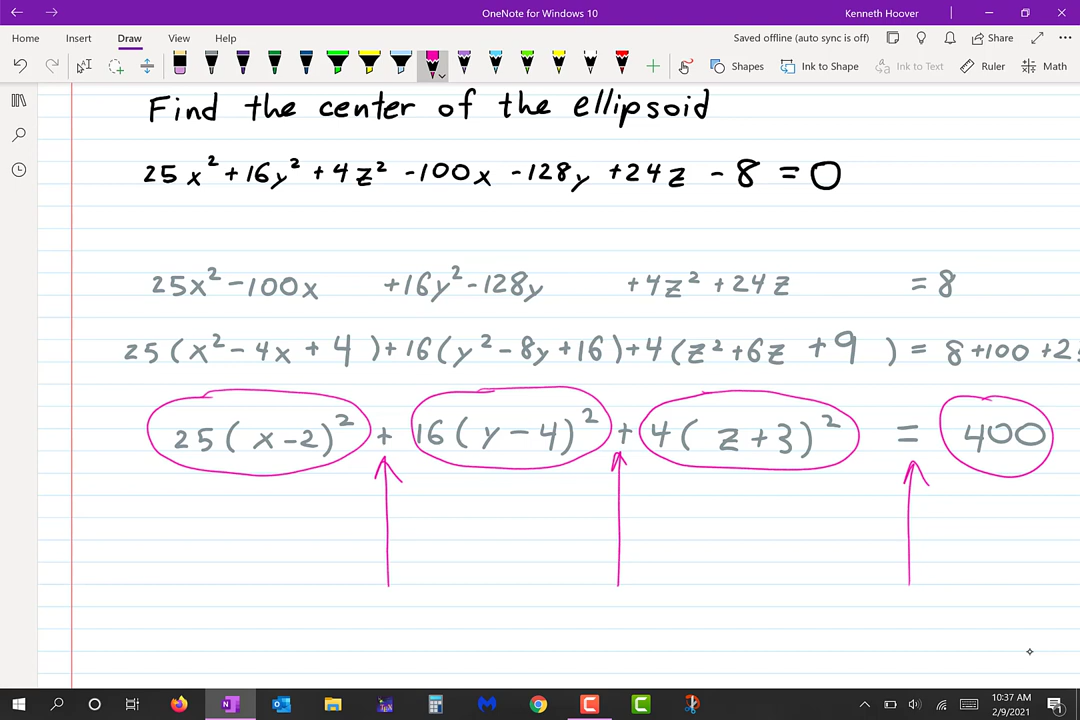 OneNote for Windows 10
Kenneth Hoover
Home Insert Draw View Help
Saved offline (auto sync is off)
Share
Shapes
Ink to Shape
Ink to Text
Ruler
Math
Find the center of the ellipsoid
25x² + 16y² + 4z² - 100x - 128y + 24z - 8 = 0
25x² - 100x + 16y² - 128y + 4z² + 24z = 8
25(x² - 4x + 4) + 16(y² - 8y + 16) + 4(z² + 6z + 9) = 8 + 100 + 25
25(x - 2)² + 16(y - 4)² + 4(z + 3)² = 400
10:37 AM
2/9/2021
1